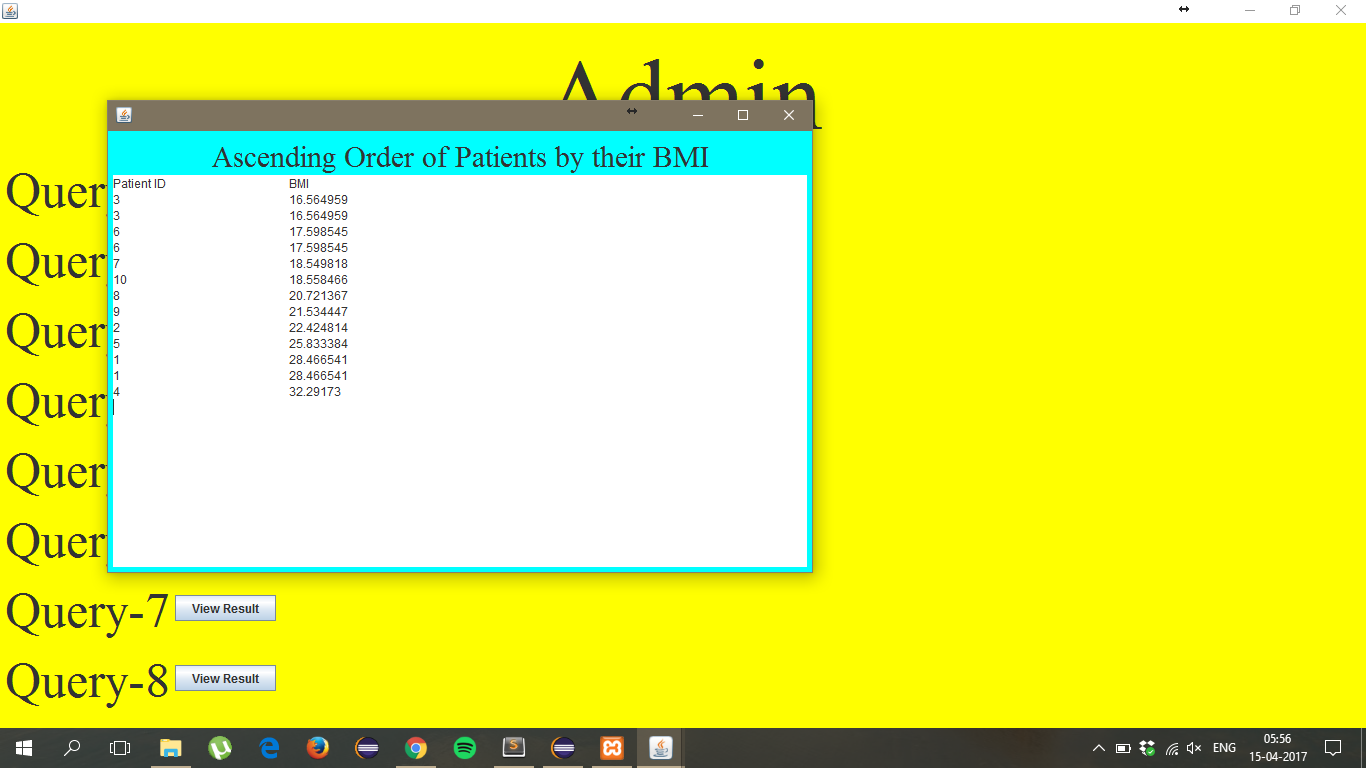 Admin
Ascending Order of Patients by their BMI
Patient ID BMI
3 16.564959
3 16.564959
6 17.598545
6 17.598545
7 18.549818
10 18.558466
8 20.721367
9 21.534447
2 22.424814
5 25.833384
1 28.466541
1 28.466541
4 32.29173
Quer
Quer
Quer
Quer
Quer
Quer
Query-7 View Result
Query-8 View Result
ENG
05:56
15-04-2017